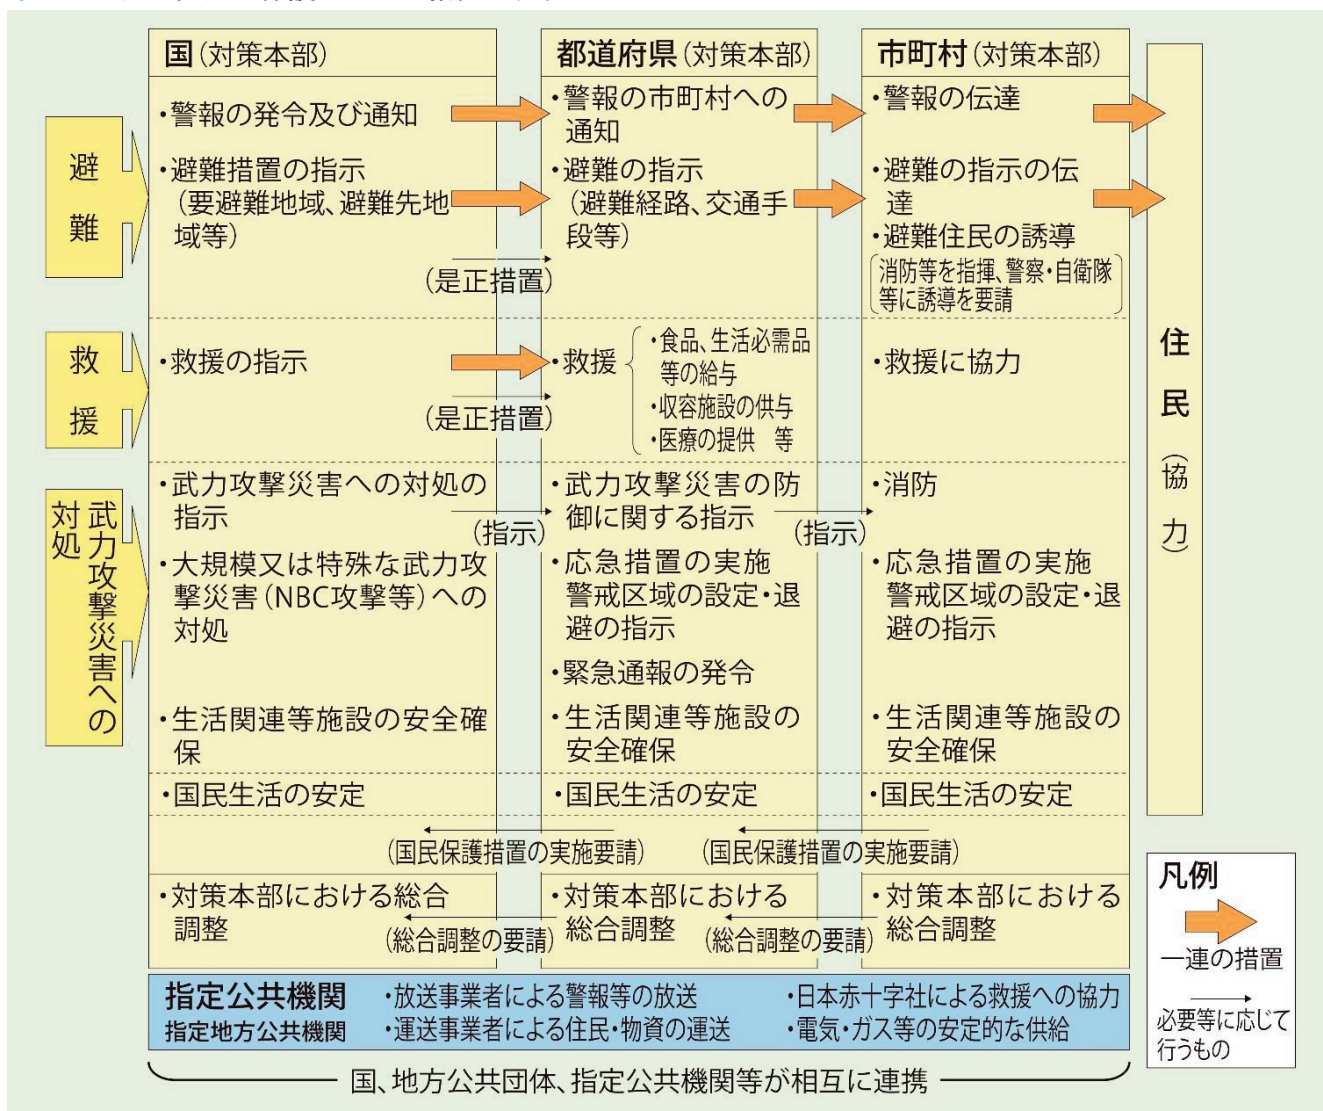 国(対策本部)
都道府県(対策本部)
市町村(対策本部)
避難
・警報の発令及び通知
・警報の市町村への
通知
・警報の伝達
・避難措置の指示
(要避難地域、避難先地
域等)
・避難の指示
(避難経路、交通手
段等)
・避難の指示の伝
達
・避難住民の誘導
(消防等を指揮、警察・自衛隊
等に誘導を要請)
(是正措置)
救援
・救援の指示
・救援
・食品、生活必需品
等の給与
・収容施設の供与
・医療の提供 等
・救援に協力
(是正措置)
武力攻撃災害への
対処
・武力攻撃災害への対処の
指示
(指示)
・武力攻撃災害の防
御に関する指示
(指示)
・消防
・大規模又は特殊な武力攻
撃災害(NBC攻撃等)への
対処
・応急措置の実施
警戒区域の設定・退
避の指示
・応急措置の実施
警戒区域の設定・退
避の指示
・緊急通報の発令
・生活関連等施設の安全確
保
・生活関連等施設の
安全確保
・生活関連等施設の
安全確保
・国民生活の安定
・国民生活の安定
・国民生活の安定
(国民保護措置の実施要請)
(国民保護措置の実施要請)
・対策本部における総合
調整
(総合調整の要請)
・対策本部における
総合調整
(総合調整の要請)
・対策本部における
総合調整
住民(協力)
凡例
一連の措置
必要等に応じて
行うもの
指定公共機関
指定地方公共機関
・放送事業者による警報等の放送
・日本赤十字社による救援への協力
・運送事業者による住民・物資の運送
・電気・ガス等の安定的な供給
国、地方公共団体、指定公共機関等が相互に連携